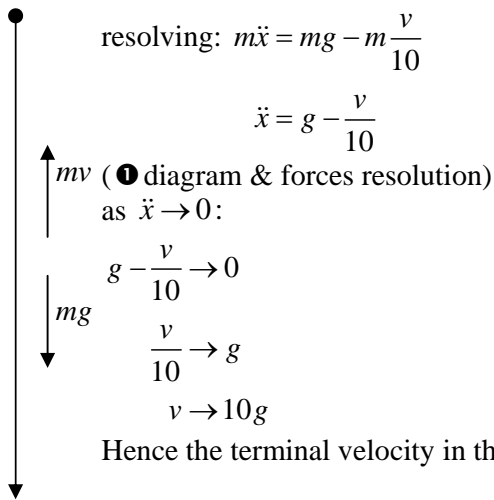 resolving: mẍ = mg − m v/10
ẍ = g − v/10
mv (❶ diagram & forces resolution)
as ẍ → 0:
g − v/10 → 0
mg
v/10 → g
v → 10g
Hence the terminal velocity in th